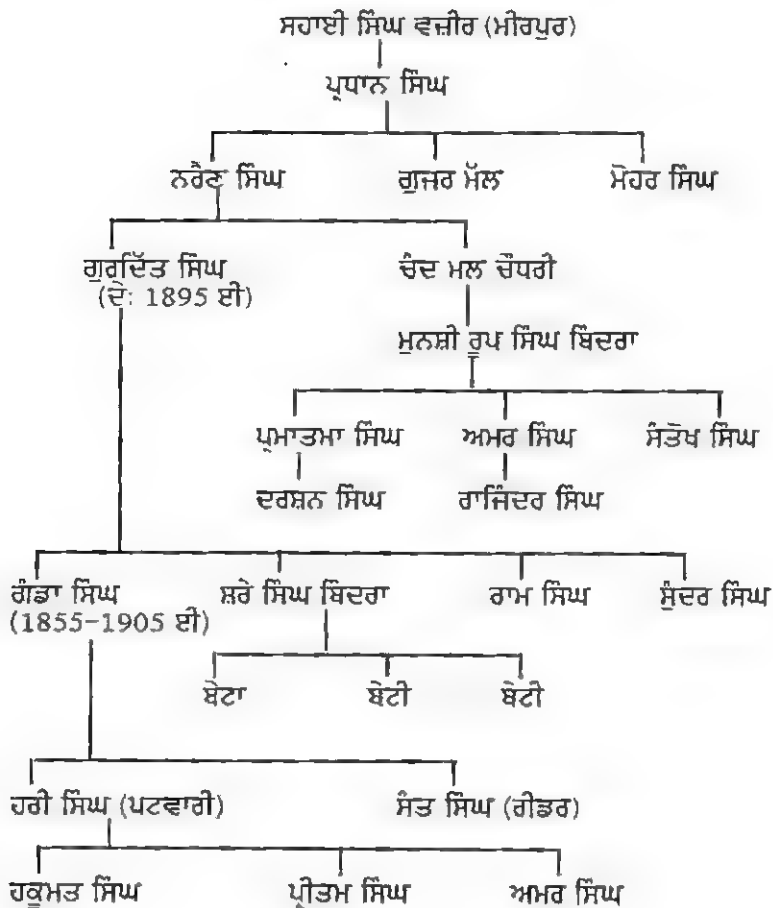 ਸਹਾਈ ਸਿੰਘ ਵਜ਼ੀਰ (ਮੀਰਪੁਰ)
ਪ੍ਰਧਾਨ ਸਿੰਘ
ਨਰੈਣ ਸਿੰਘ ਗੁਜਰ ਮੱਲ ਮੋਹਰ ਸਿੰਘ
ਗੁਰਦਿੱਤ ਸਿੰਘ ਚੰਦ ਮਲ ਚੌਧਰੀ
(ਦੇ: 1895 ਈ)
ਮੁਨਸ਼ੀ ਰੂਪ ਸਿੰਘ ਬਿੰਦਰਾ
ਪ੍ਰਮਾਤਮਾ ਸਿੰਘ ਅਮਰ ਸਿੰਘ ਸੰਤੋਖ ਸਿੰਘ
ਦਰਸ਼ਨ ਸਿੰਘ ਰਾਜਿੰਦਰ ਸਿੰਘ
ਗੰਡਾ ਸਿੰਘ ਸ਼ਰੇ ਸਿੰਘ ਬਿੰਦਰਾ ਰਾਮ ਸਿੰਘ ਸੁੰਦਰ ਸਿੰਘ
(1855-1905 ਈ)
ਬੇਟਾ ਬੇਟੀ ਬੇਟੀ
ਹਰੀ ਸਿੰਘ (ਪਟਵਾਰੀ) ਸੰਤ ਸਿੰਘ (ਰੀਡਰ)
ਹਕੂਮਤ ਸਿੰਘ ਪ੍ਰੀਤਮ ਸਿੰਘ ਅਮਰ ਸਿੰਘ